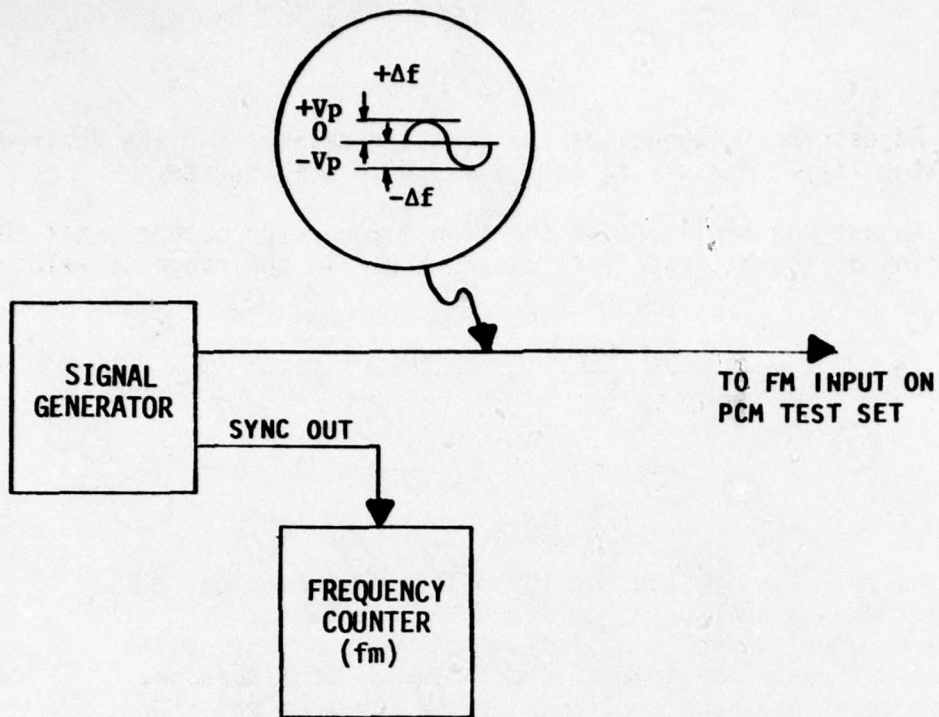 +Δf
+Vp
0
-Vp
-Δf
SIGNAL
GENERATOR
TO FM INPUT ON
PCM TEST SET
SYNC OUT
FREQUENCY
COUNTER
(fm)